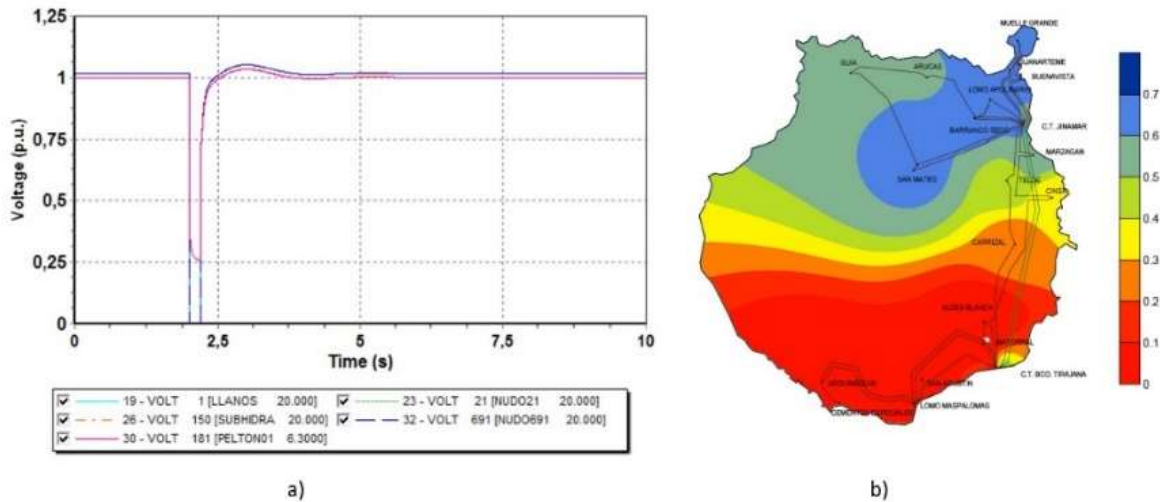 1,25
1
0,75
0,5
0,25
0
Voltage (p.u.)
0
2,5
5
7,5
10
Time (s)
19 - VOLT 1 [LLANOS 20.000]
23 - VOLT 21 [NUDO21 20.000]
26 - VOLT 150 [SUBHIDRA 20.000]
32 - VOLT 691 [NUDO691 20.000]
30 - VOLT 181 [PELTON01 6.3000]
a)
MUELLE GRANDE
BUENAVISTA
GUIA
ARUCAS
LOMO APOLINARIO
BARRANCO SECO
C.T. JINAMAR
MARZAGAN
SAN MATEO
TELDE
CARRIZAL
MATORRAL
C.T. BCO. TIRAJANA
SAN AGUSTIN
LOMO MASPALOMAS
0.7
0.6
0.5
0.4
0.3
0.2
0.1
0
b)